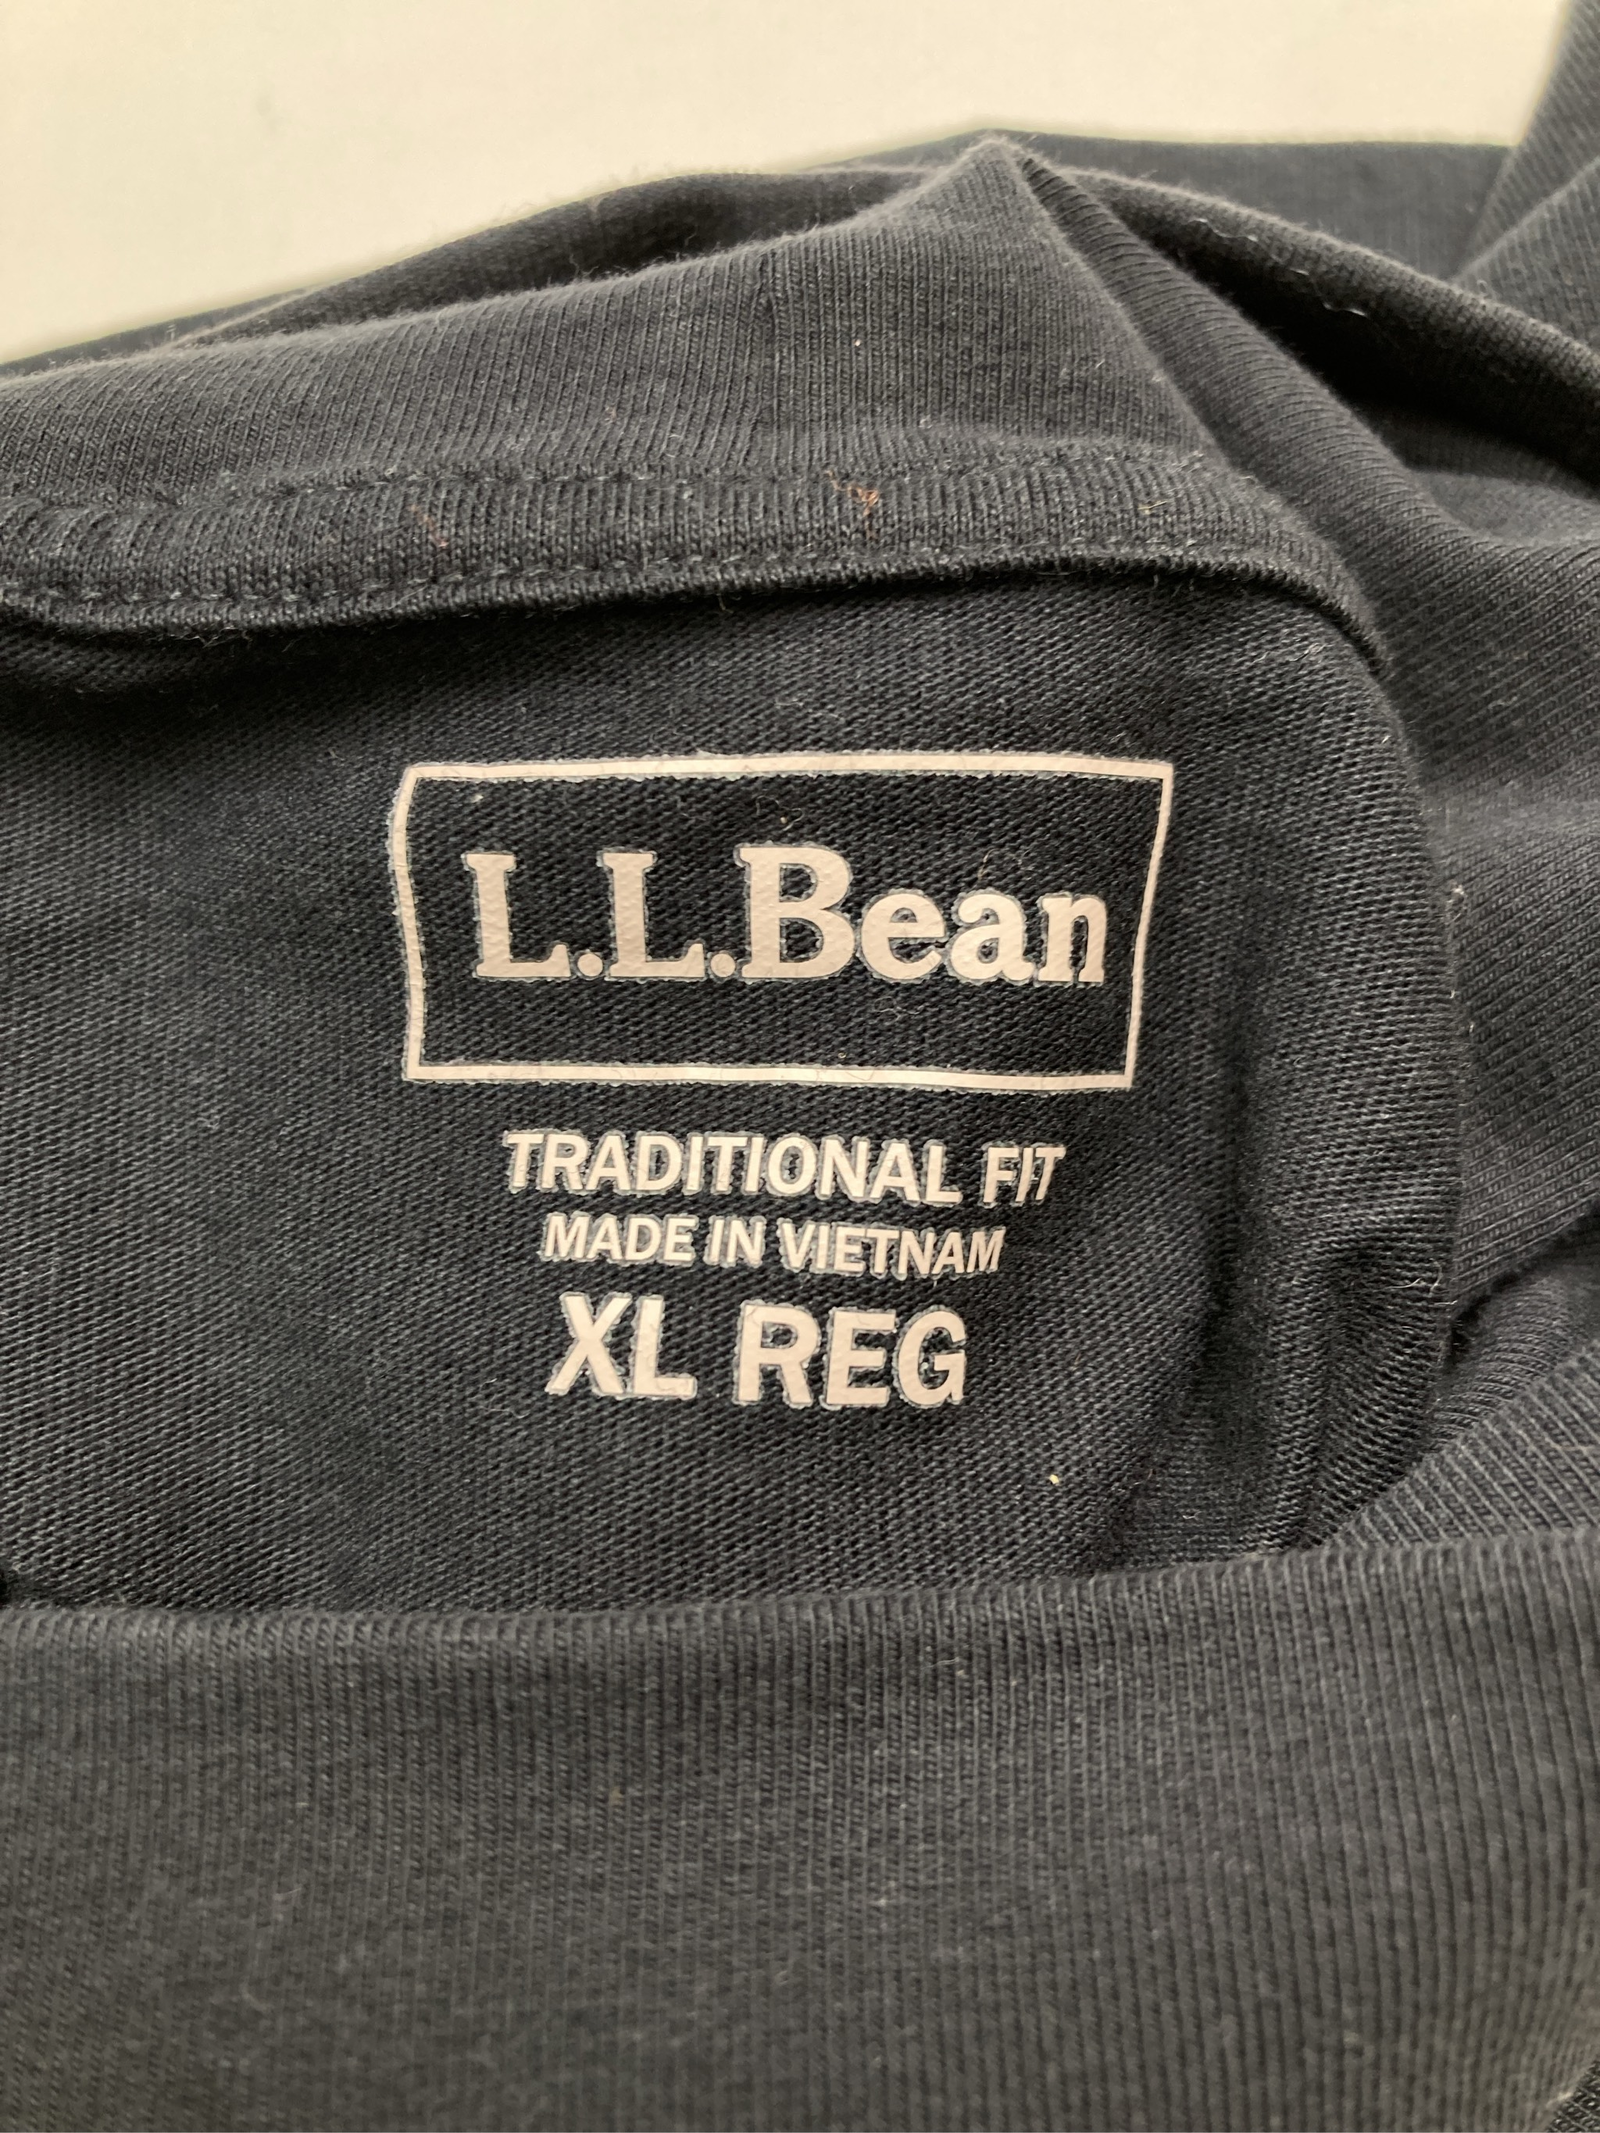 L.L.Bean
TRADITIONAL FIT
MADE IN VIETNAM
XL REG